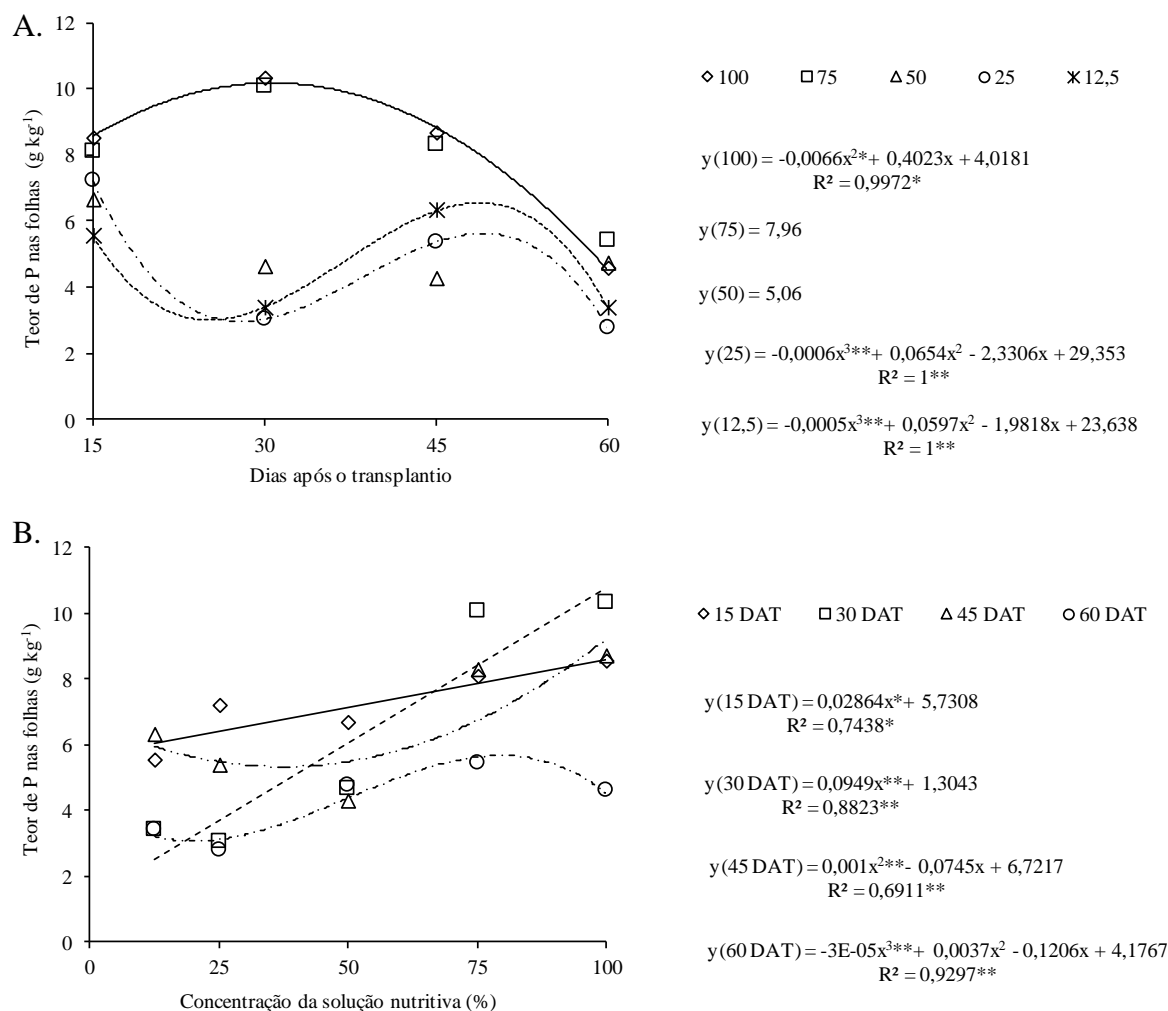 A.
Teor de P nas folhas (g kg⁻¹)
12
10
8
6
4
2
0
15 30 45 60
Dias após o transplantio
100 75 50 25 12,5
y(100) = -0,0066x²* + 0,4023x + 4,0181
R² = 0,9972*
y(75) = 7,96
y(50) = 5,06
y(25) = -0,0006x³** + 0,0654x² - 2,3306x + 29,353
R² = 1**
y(12,5) = -0,0005x³** + 0,0597x² - 1,9818x + 23,638
R² = 1**
B.
Teor de P nas folhas (g kg⁻¹)
12
10
8
6
4
2
0
0 25 50 75 100
Concentração da solução nutritiva (%)
15 DAT 30 DAT 45 DAT 60 DAT
y(15 DAT) = 0,02864x* + 5,7308
R² = 0,7438*
y(30 DAT) = 0,0949x** + 1,3043
R² = 0,8823**
y(45 DAT) = 0,001x²** - 0,0745x + 6,7217
R² = 0,6911**
y(60 DAT) = -3E-05x³** + 0,0037x² - 0,1206x + 4,1767
R² = 0,9297**